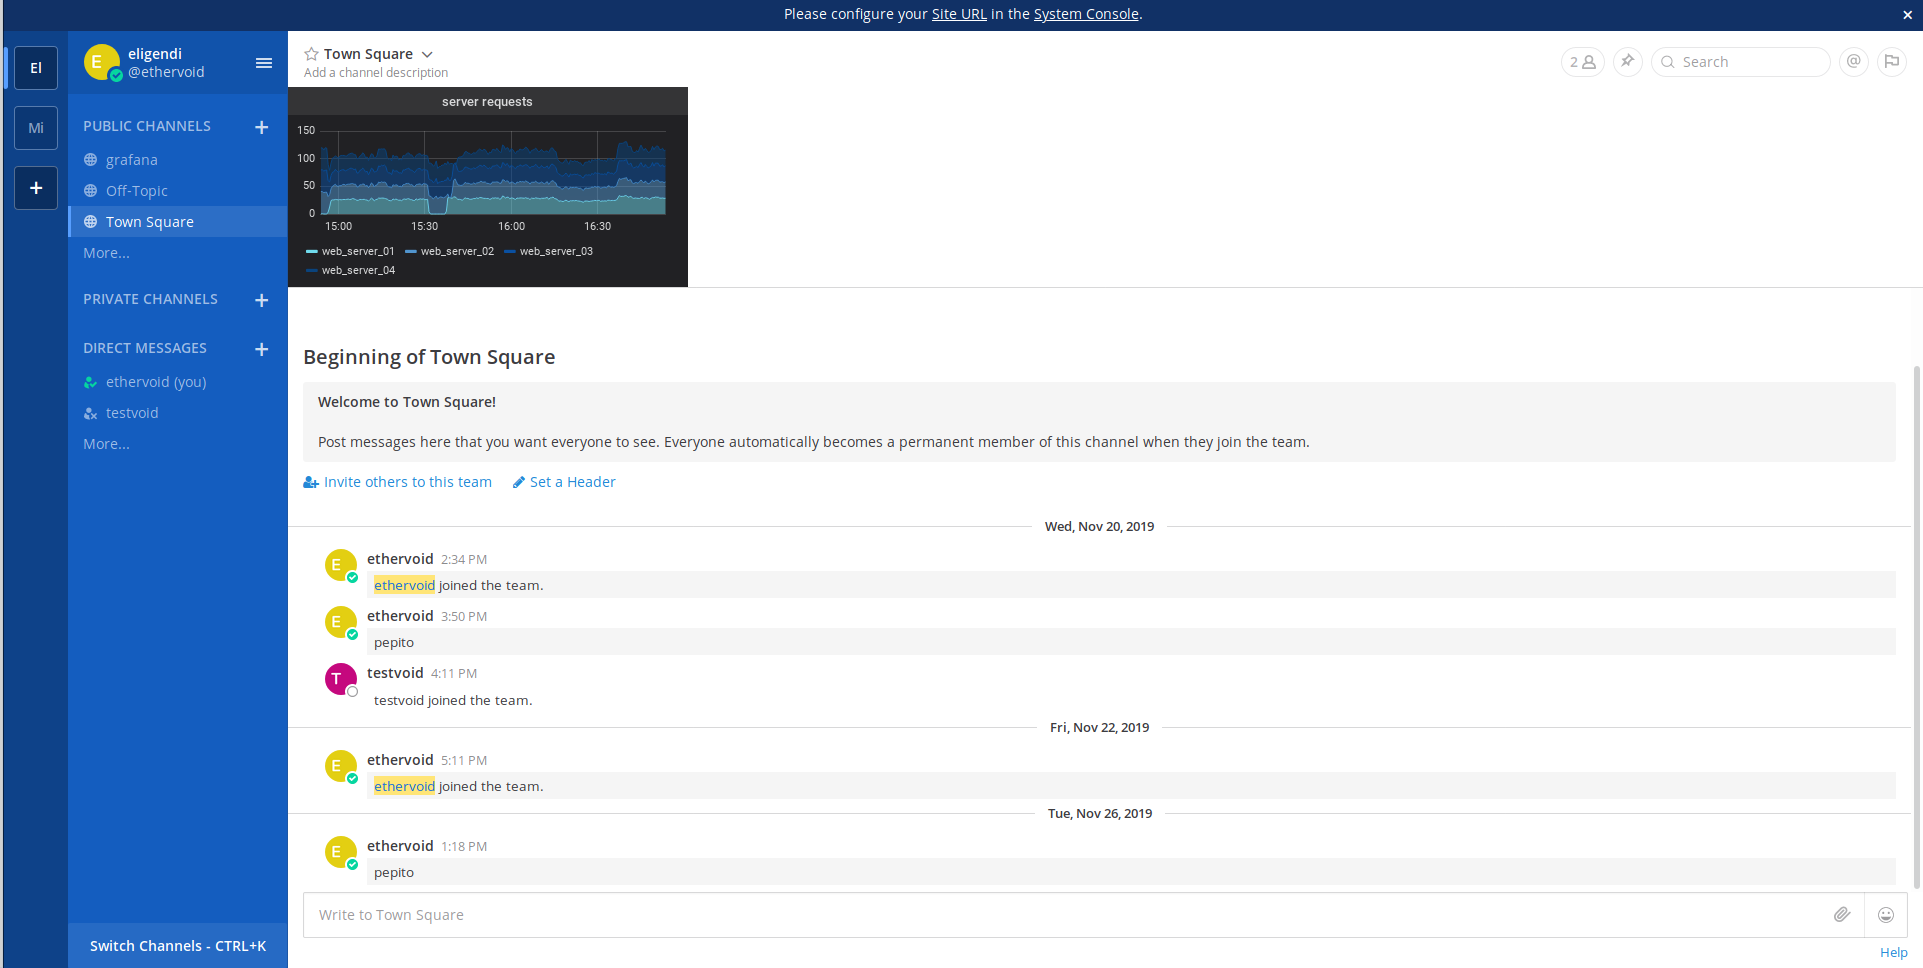 Please configure your Site URL in the System Console.
El
Mi
+
E
eligendi
@ethervoid
PUBLIC CHANNELS
grafana
Off-Topic
Town Square
More...
PRIVATE CHANNELS
DIRECT MESSAGES
ethervoid (you)
testvoid
More...
Switch Channels - CTRL+K
Town Square
Add a channel description
2
Search
@
server requests
150
100
50
0
15:00 15:30 16:00 16:30
web_server_01 web_server_02 web_server_03
web_server_04
Beginning of Town Square
Welcome to Town Square!
Post messages here that you want everyone to see. Everyone automatically becomes a permanent member of this channel when they join the team.
Invite others to this team Set a Header
Wed, Nov 20, 2019
E
ethervoid 2:34 PM
ethervoid joined the team.
E
ethervoid 3:50 PM
pepito
T
testvoid 4:11 PM
testvoid joined the team.
Fri, Nov 22, 2019
E
ethervoid 5:11 PM
ethervoid joined the team.
Tue, Nov 26, 2019
E
ethervoid 1:18 PM
pepito
Write to Town Square
Help